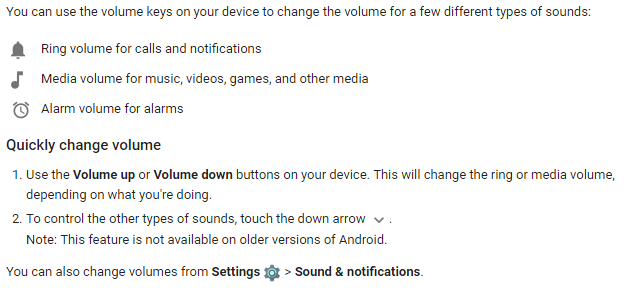 You can use the volume keys on your device to change the volume for a few different types of sounds:
Ring volume for calls and notifications
Media volume for music, videos, games, and other media
Alarm volume for alarms
Quickly change volume
1. Use the Volume up or Volume down buttons on your device. This will change the ring or media volume,
depending on what you're doing.
2. To control the other types of sounds, touch the down arrow .
Note: This feature is not available on older versions of Android.
You can also change volumes from Settings > Sound & notifications.